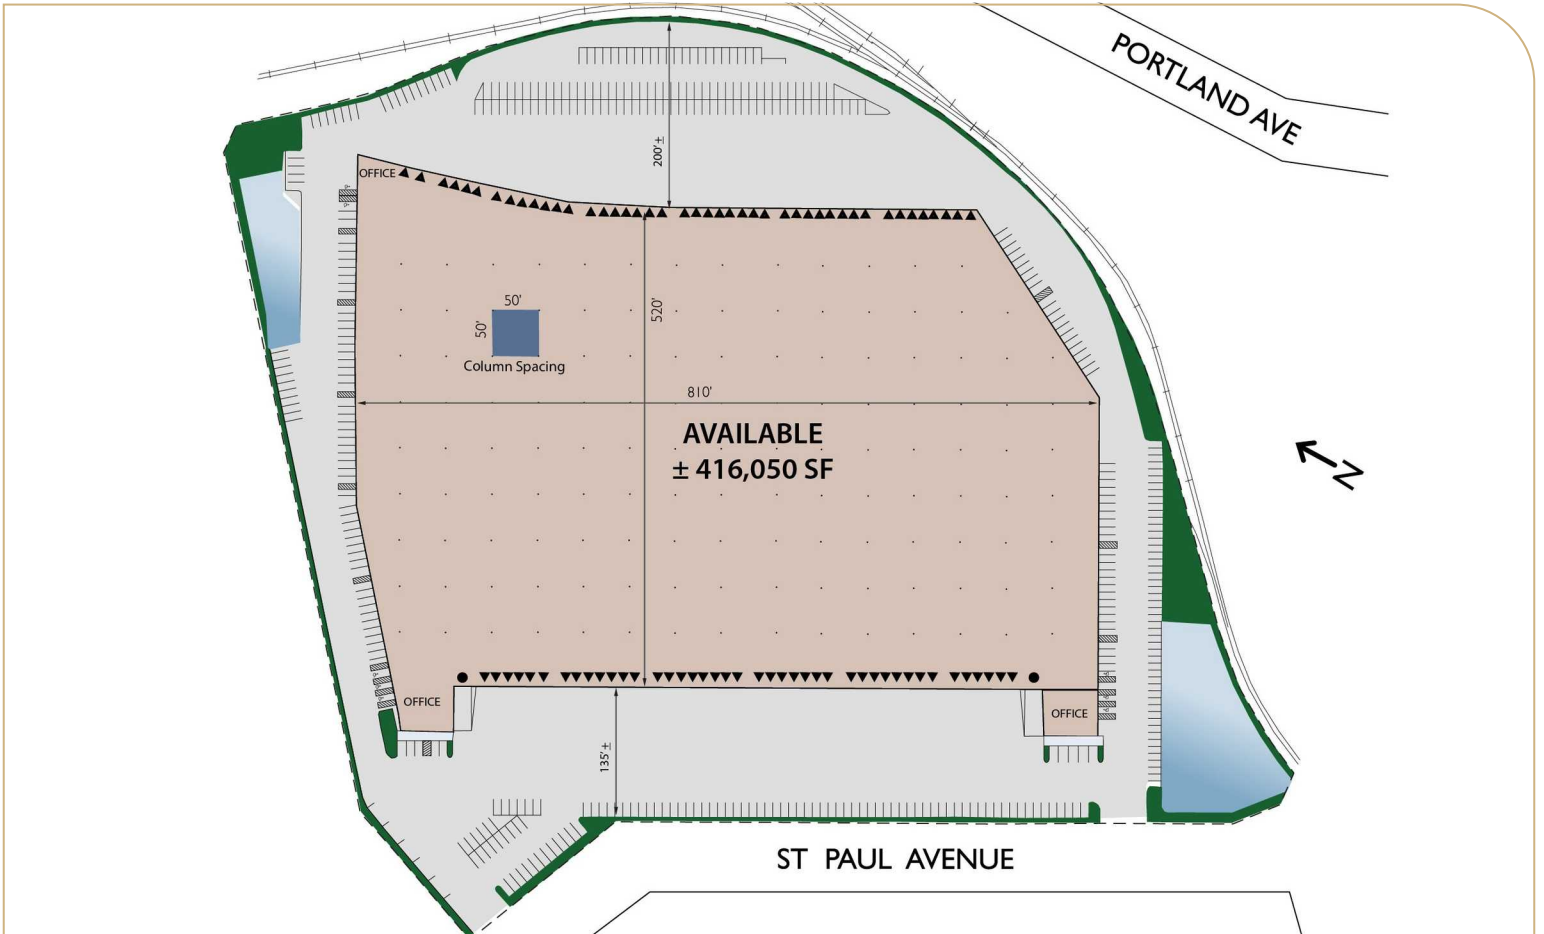 PORTLAND AVE
200'±
OFFICE
50'
50'
520'
Column Spacing
810'
AVAILABLE
± 416,050 SF
N
OFFICE
OFFICE
135'±
ST PAUL AVENUE